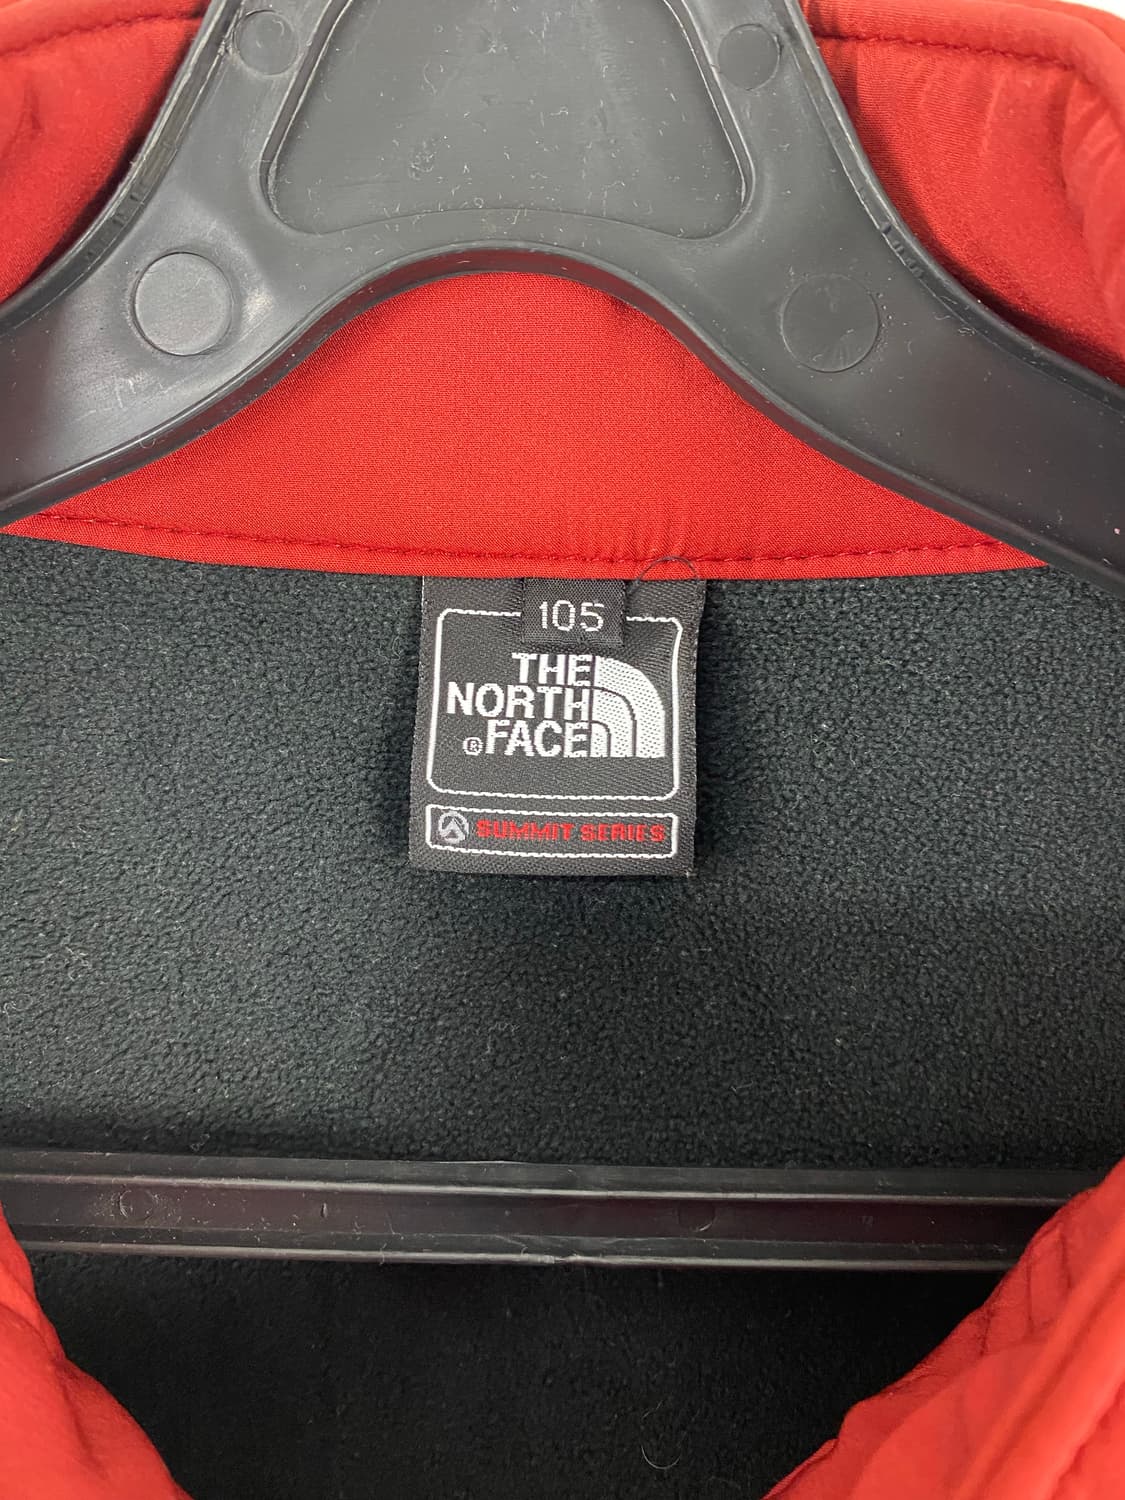 105
THE
NORTH
® FACE
SUMMIT SERIES